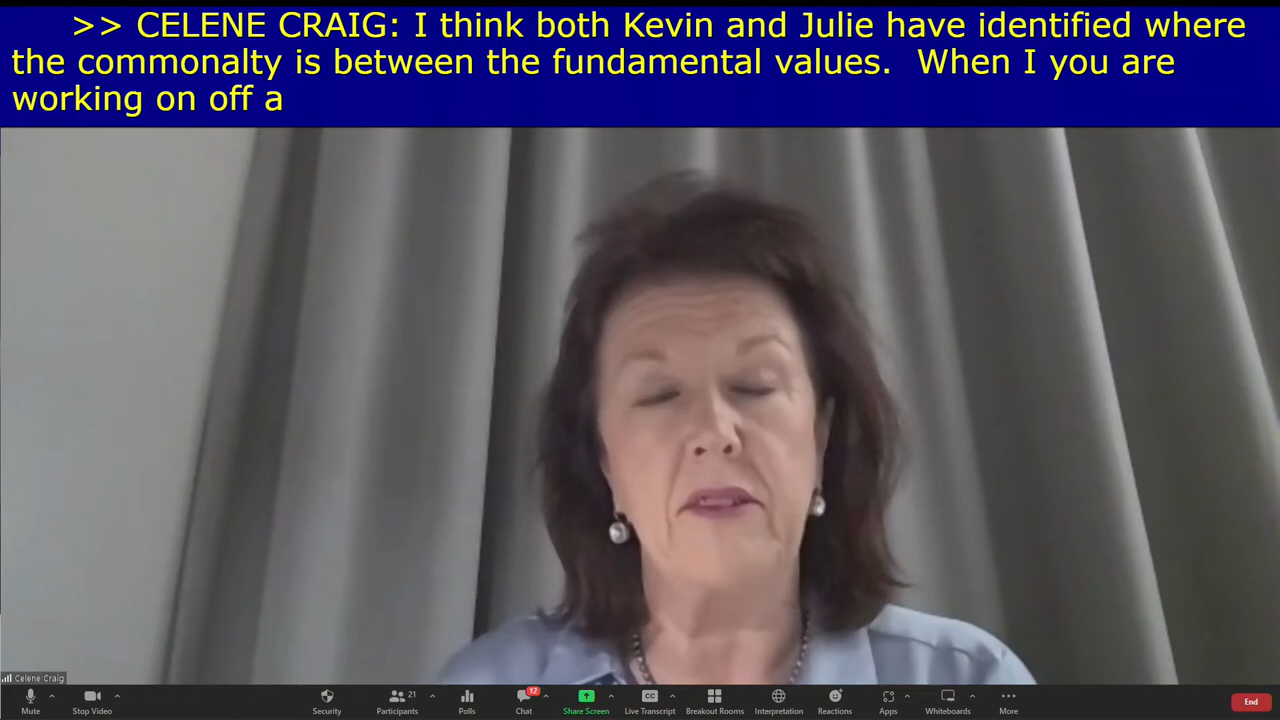 >> CELENE CRAIG: I think both Kevin and Julie have identified where
the commonalty is between the fundamental values.  When I you are
working on off a
Celene Craig
21
12
CC
Mute
Stop Video
Security
Participants
Polls
Chat
Share Screen
Live Transcript
Breakout Rooms
Interpretation
Reactions
Apps
Whiteboards
More
End